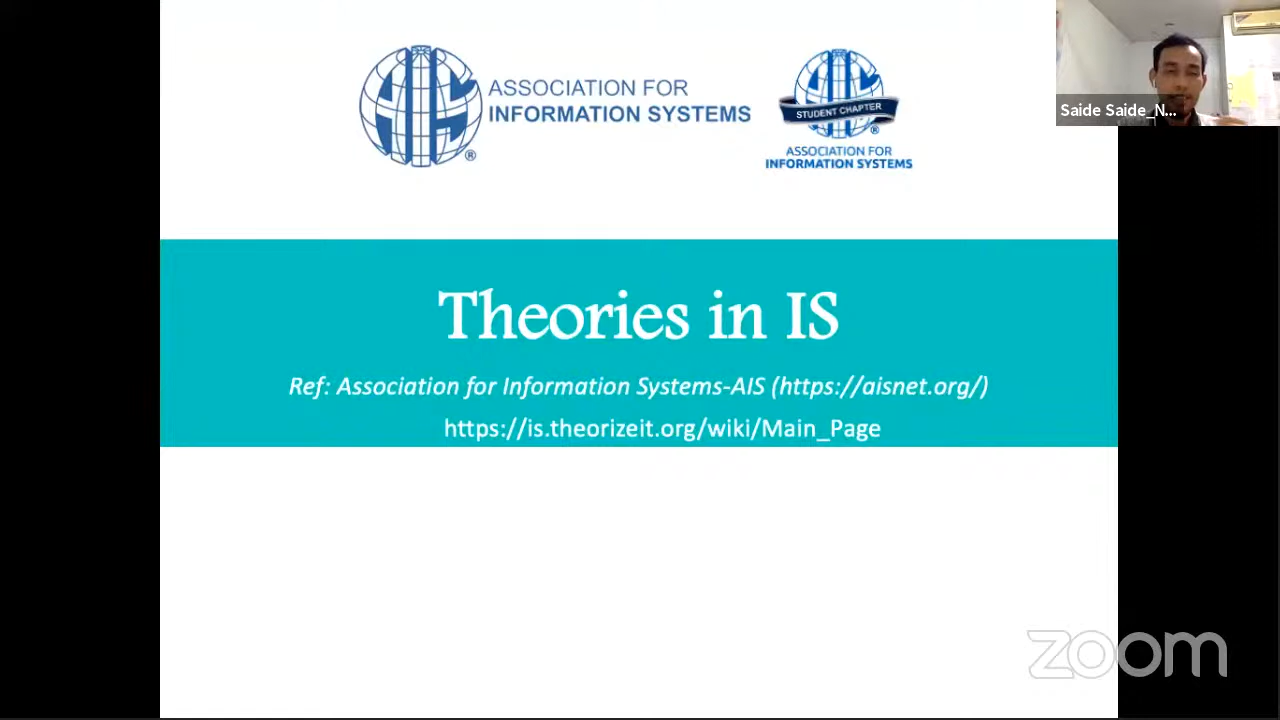 ASSOCIATION FOR
INFORMATION SYSTEMS
STUDENT CHAPTER
ASSOCIATION FOR
INFORMATION SYSTEMS
Saide Saide_N...
Theories in IS
Ref: Association for Information Systems-AIS (https://aisnet.org/)
https://is.theorizeit.org/wiki/Main_Page
zoom